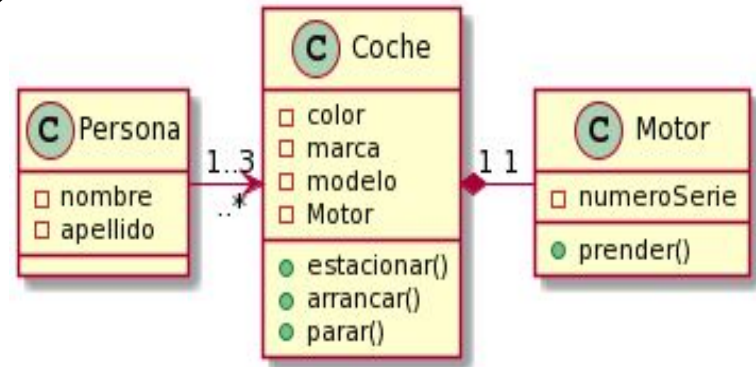 C Persona
nombre
apellido
1..3
..*
C Coche
color
marca
modelo
Motor
estacionar()
arrancar()
parar()
1 1
C Motor
numeroSerie
prender()